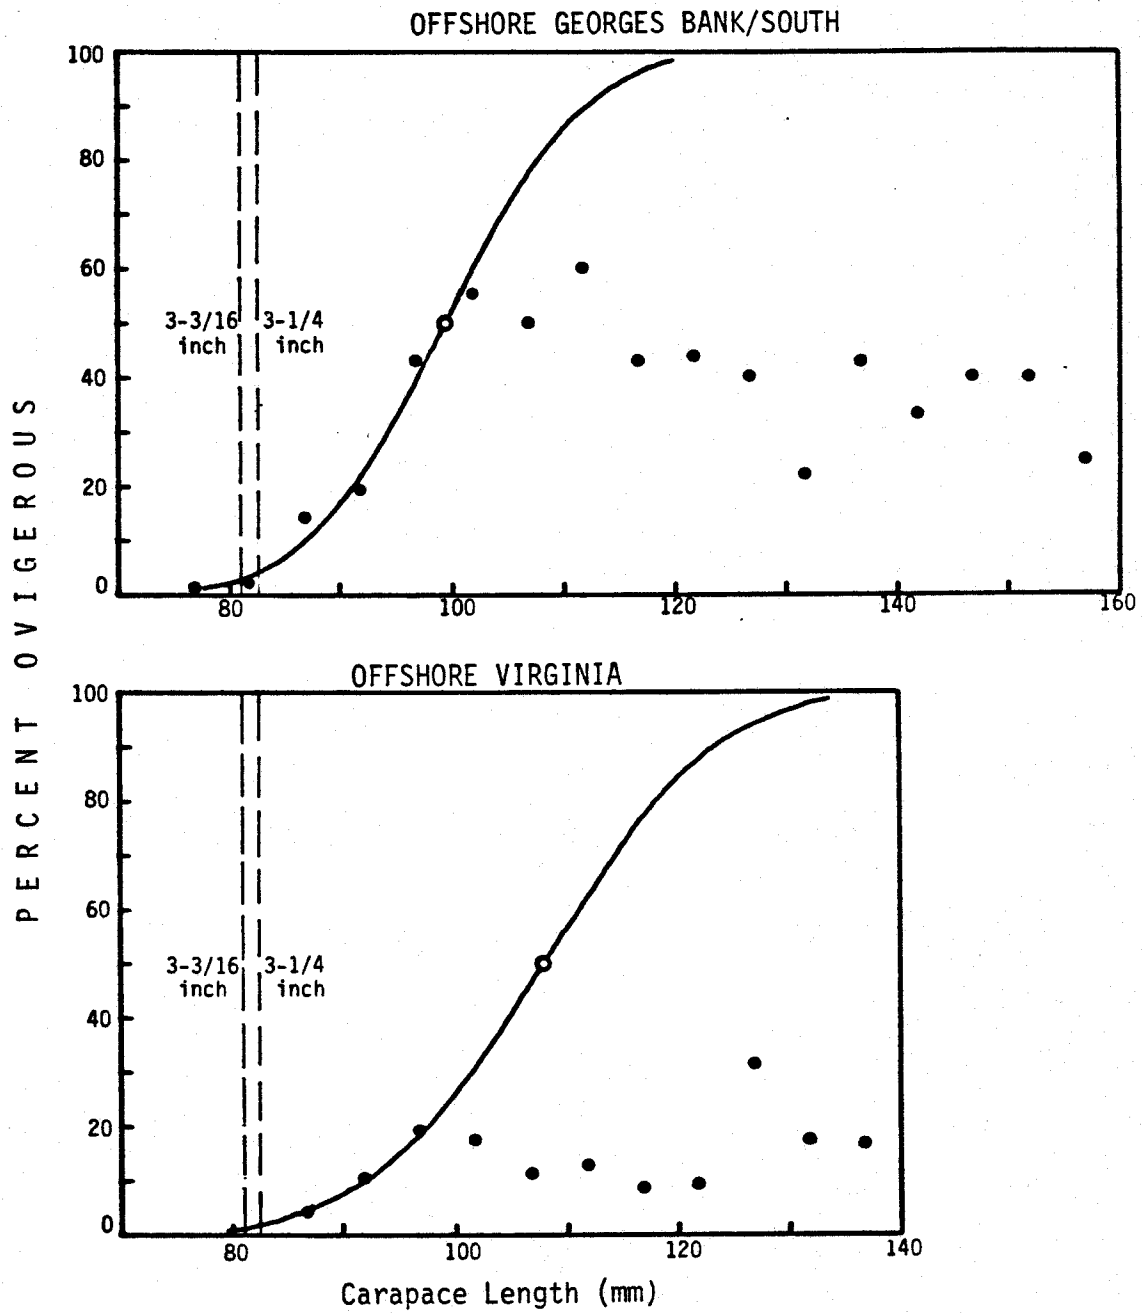 OFFSHORE GEORGES BANK/SOUTH
100
80
60
3-3/16 3-1/4
inch inch
40
20
0
80 100 120 140 160
PERCENT OVIGEROUS
OFFSHORE VIRGINIA
100
80
60
3-3/16 3-1/4
inch inch
40
20
0
80 100 120 140
Carapace Length (mm)